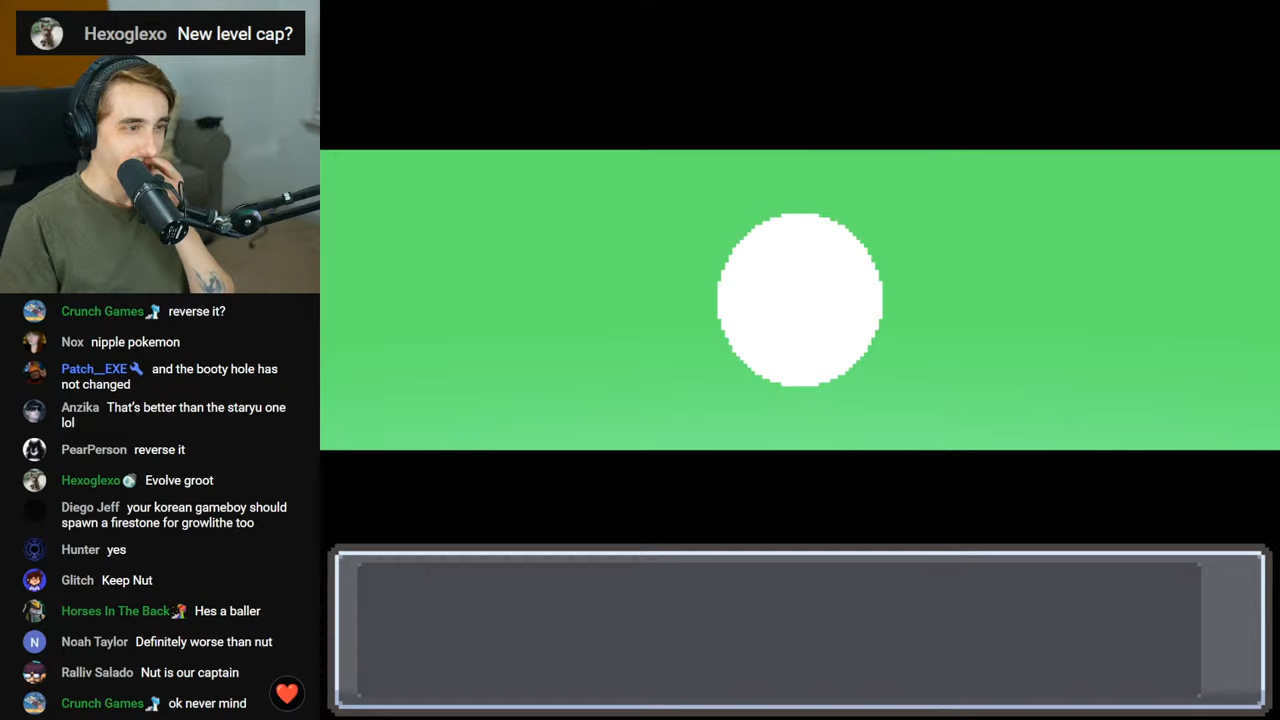 Hexoglexo New level cap?
Crunch Games reverse it?
Nox nipple pokemon
Patch__EXE and the booty hole has
not changed
Anzika That's better than the staryu one
lol
PearPerson reverse it
Hexoglexo Evolve groot
Diego Jeff your korean gameboy should
spawn a firestone for growlithe too
Hunter yes
Glitch Keep Nut
Horses In The Back Hes a baller
N Noah Taylor Definitely worse than nut
Ralliv Salado Nut is our captain
Crunch Games ok never mind